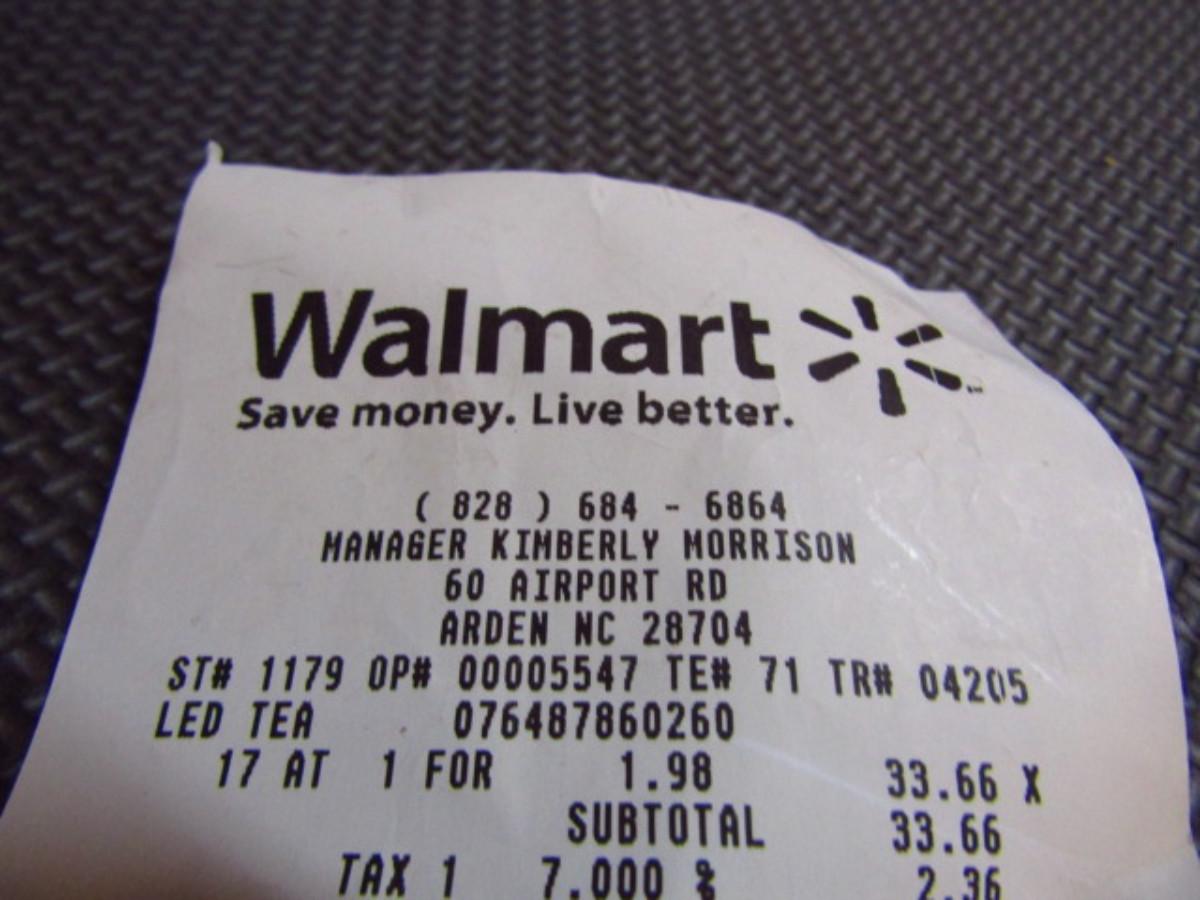 Walmart
Save money. Live better.
( 828 ) 684 - 6864
MANAGER KIMBERLY MORRISON
60 AIRPORT RD
ARDEN NC 28704
ST# 1179 OP# 00005547 TE# 71 TR# 04205
LED TEA 076487860260
17 AT 1 FOR 1.98 33.66 X
SUBTOTAL 33.66
TAX 1 7.000 % 2.36